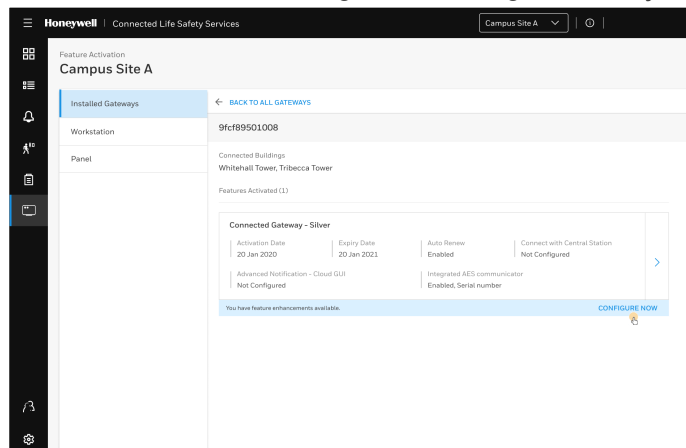 Honeywell | Connected Life Safety Services
Campus Site A
Feature Activation
Campus Site A
Installed Gateways
Workstation
Panel
BACK TO ALL GATEWAYS
9fcf89501008
Connected Buildings
Whitehall Tower, Tribecca Tower
Features Activated (1)
Connected Gateway - Silver
Activation Date
20 Jan 2020
Expiry Date
20 Jan 2021
Auto Renew
Enabled
Connect with Central Station
Not Configured
Advanced Notification - Cloud GUI
Not Configured
Integrated AES communicator
Enabled, Serial number
You have feature enhancements available.
CONFIGURE NOW